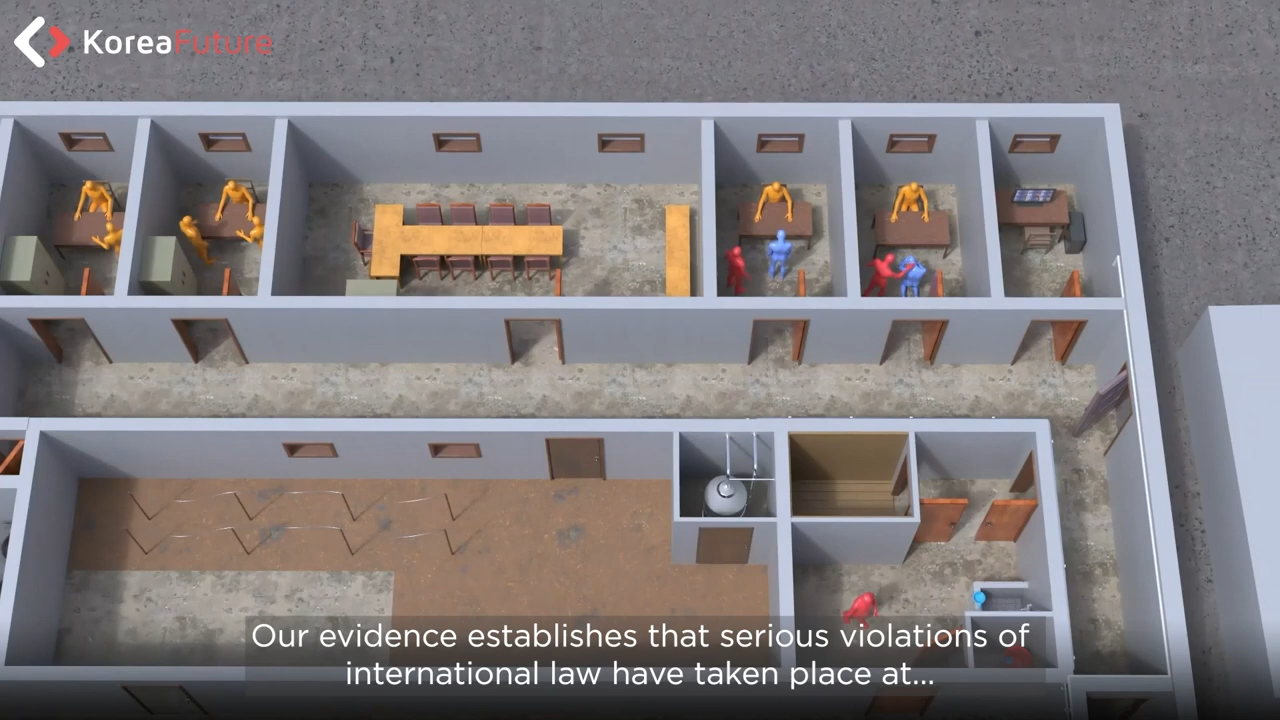 KoreaFuture
Our evidence establishes that serious violations of
international law have taken place at...